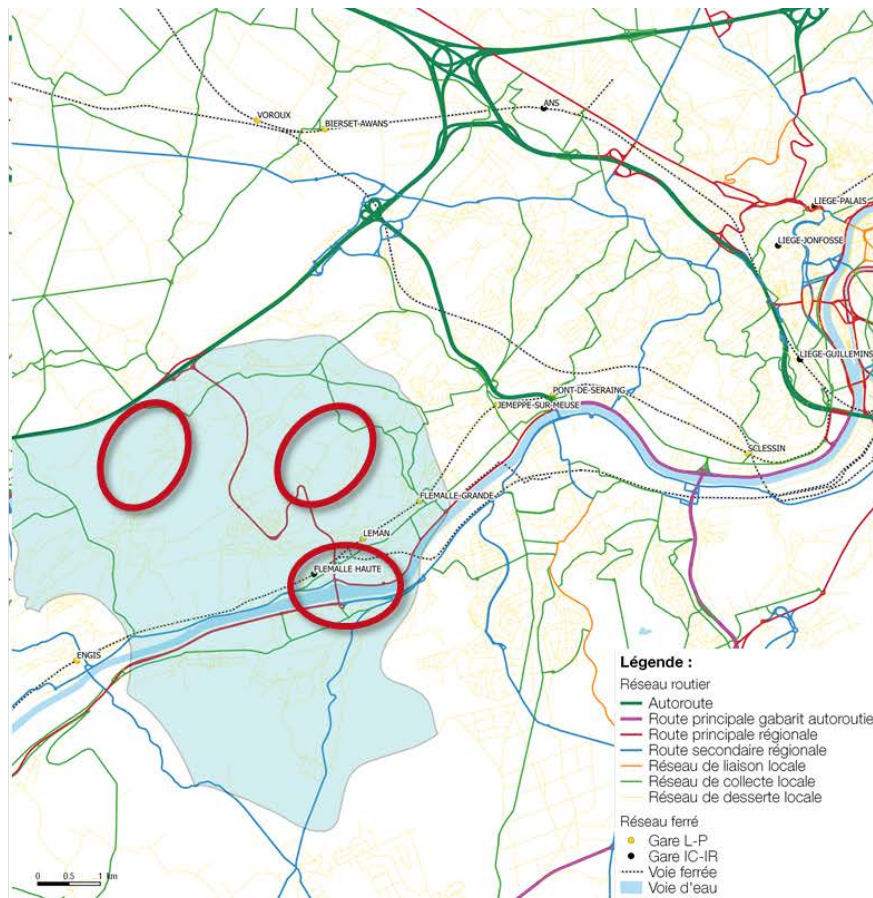 VOROUX
BIERSET-AWANS
ANS
LIEGE-PALAIS
LIEGE-JONFOSSE
LIEGE-GUILLEMINS
PONT-DE-SERAING
JEMEPPE-SUR-MEUSE
SCLESSIN
FLEMALLE-GRANDE
LEMAN
FLEMALLE HAUTE
ENGIS
Légende :
Réseau routier
Autoroute
Route principale gabarit autoroutie
Route principale régionale
Route secondaire régionale
Réseau de liaison locale
Réseau de collecte locale
Réseau de desserte locale
Réseau ferré
Gare L-P
Gare IC-IR
Voie ferrée
Voie d'eau
0 0.5 1 km